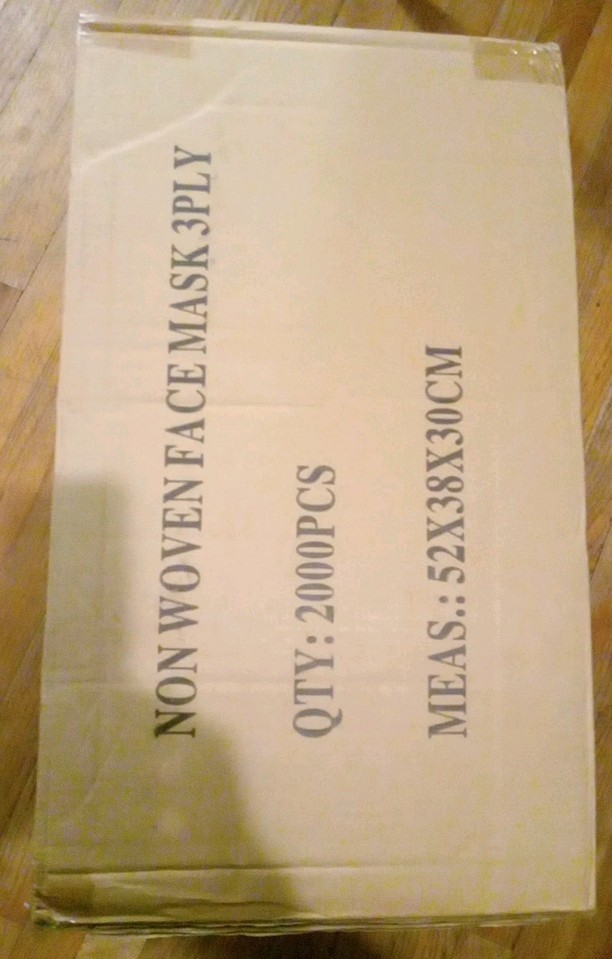 NON WOVEN FACE MASK 3PLY
QTY: 2000PCS
MEAS.: 52X38X30CM